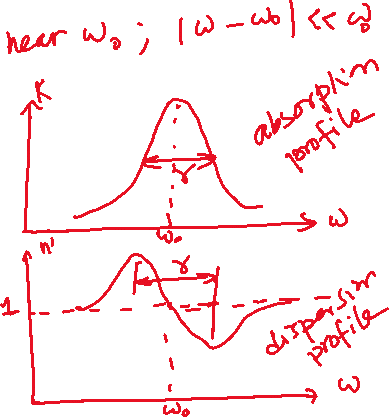 near ω₀ ; |ω - ω₀| << ω₀
K
absorption
profile
γ
ω₀
ω
n'
γ
1
dispersion
profile
ω₀
ω